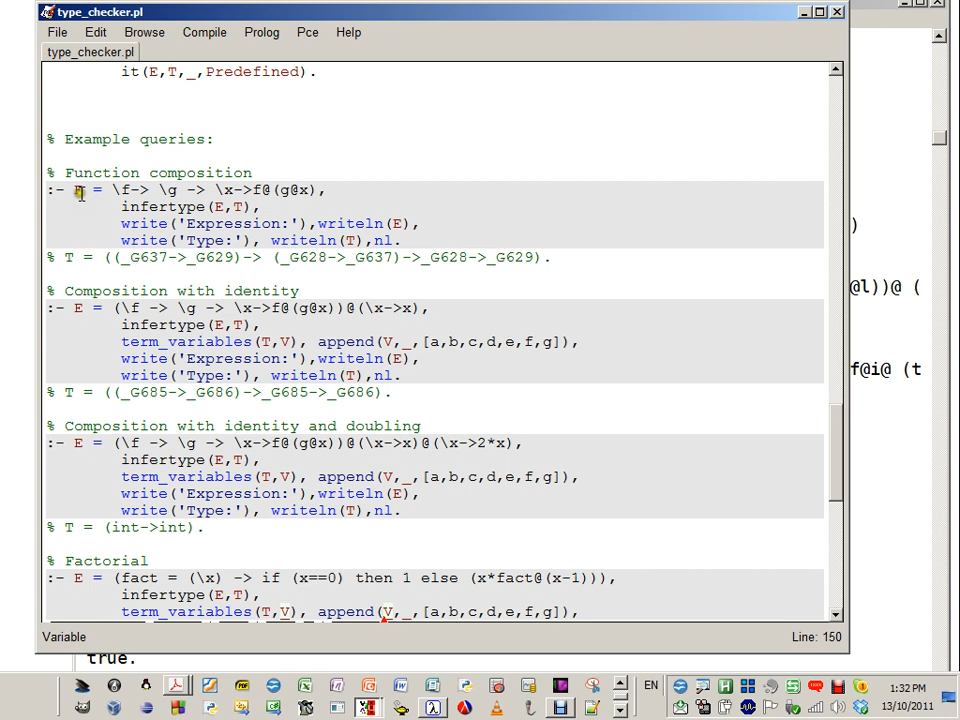 type_checker.pl
File Edit Browse Compile Prolog Pce Help
type_checker.pl
it(E,T,_,Predefined).
% Example queries:
% Function composition
:- E = \f-> \g -> \x->f@(g@x),
infertype(E,T),
write('Expression:'),writeln(E),
write('Type:'), writeln(T),nl.
% T = ((_G637->_G629)-> (_G628->_G637)->_G628->_G629).
% Composition with identity
:- E = (\f -> \g -> \x->f@(g@x))@(\x->x),
infertype(E,T),
term_variables(T,V), append(V,_,[a,b,c,d,e,f,g]),
write('Expression:'),writeln(E),
write('Type:'), writeln(T),nl.
% T = ((_G685->_G686)->_G685->_G686).
% Composition with identity and doubling
:- E = (\f -> \g -> \x->f@(g@x))@(\x->x)@(\x->2*x),
infertype(E,T),
term_variables(T,V), append(V,_,[a,b,c,d,e,f,g]),
write('Expression:'),writeln(E),
write('Type:'), writeln(T),nl.
% T = (int->int).
% Factorial
:- E = (fact = (\x) -> if (x==0) then 1 else (x*fact@(x-1))),
infertype(E,T),
term_variables(T,V), append(V,_,[a,b,c,d,e,f,g]),
Variable Line: 150
)
@l))@ (
f@i@ (t
true.
EN
1:32 PM
13/10/2011